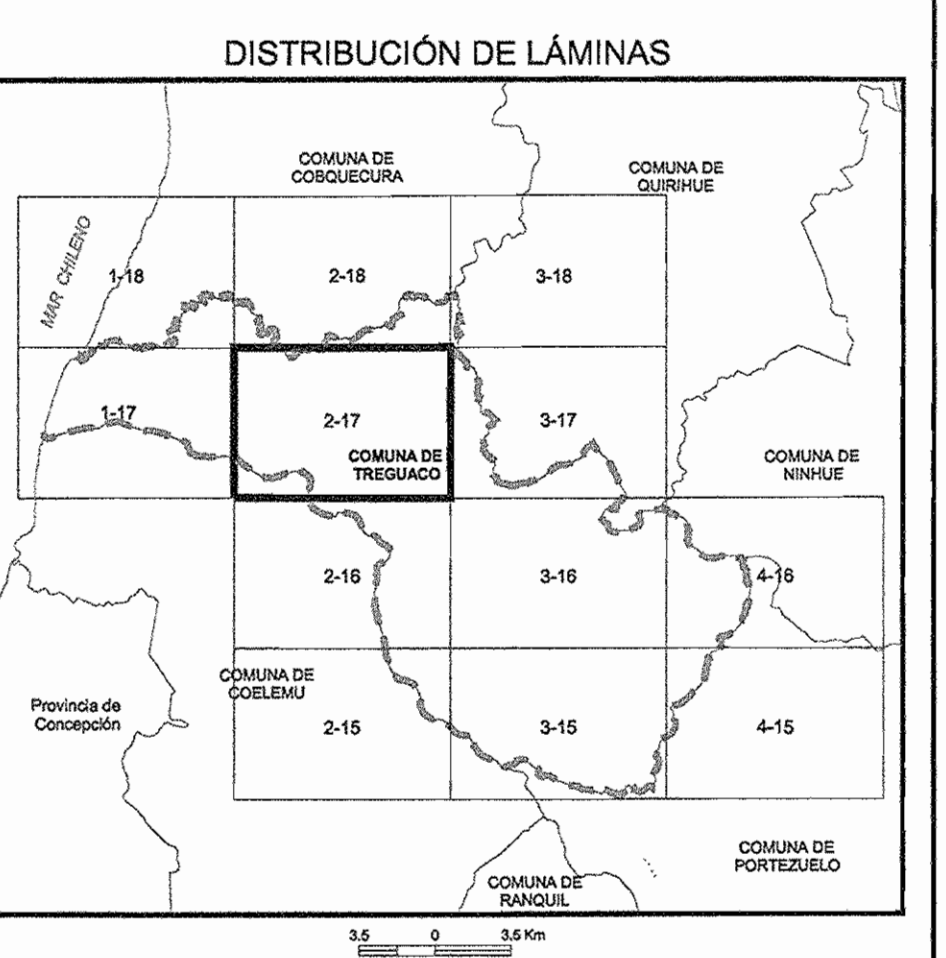 DISTRIBUCIÓN DE LÁMINAS
COMUNA DE
COBQUECURA
COMUNA DE
QUIRIHUE
MAR CHILENO
1-18
2-18
3-18
1-17
2-17
3-17
COMUNA DE
TREGUACO
COMUNA DE
NINHUE
2-16
3-16
4-16
COMUNA DE
COELEMU
Provincia de
Concepción
2-15
3-15
4-15
COMUNA DE
PORTEZUELO
COMUNA DE
RANQUIL
3.5 0 3.5 Km